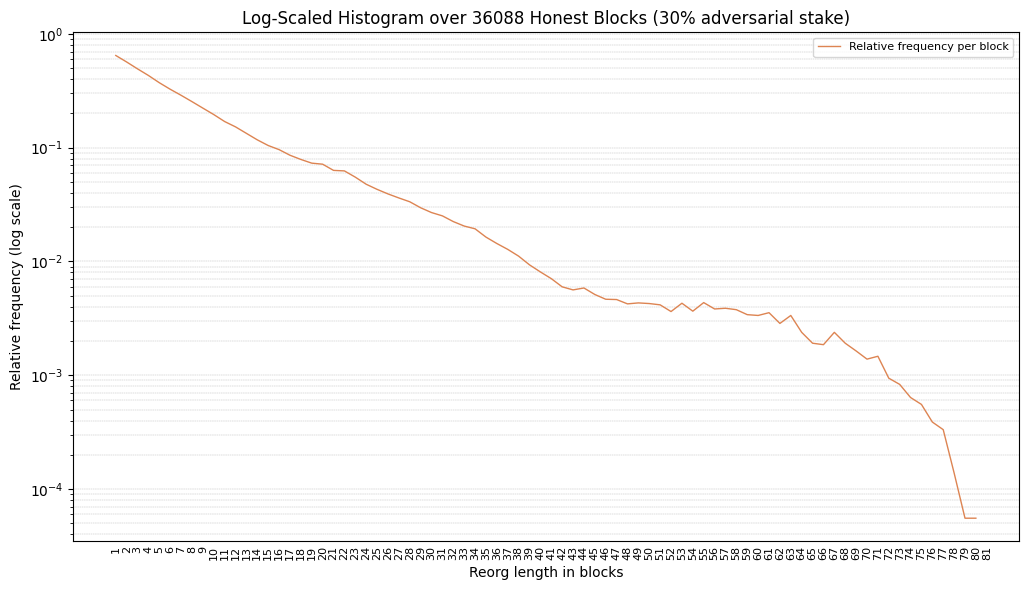 Log-Scaled Histogram over 36088 Honest Blocks (30% adversarial stake)
Relative frequency per block
Relative frequency (log scale)
10⁰
10⁻¹
10⁻²
10⁻³
10⁻⁴
1 2 3 4 5 6 7 8 9 10 11 12 13 14 15 16 17 18 19 20 21 22 23 24 25 26 27 28 29 30 31 32 33 34 35 36 37 38 39 40 41 42 43 44 45 46 47 48 49 50 51 52 53 54 55 56 57 58 59 60 61 62 63 64 65 66 67 68 69 70 71 72 73 74 75 76 77 78 79 80 81
Reorg length in blocks